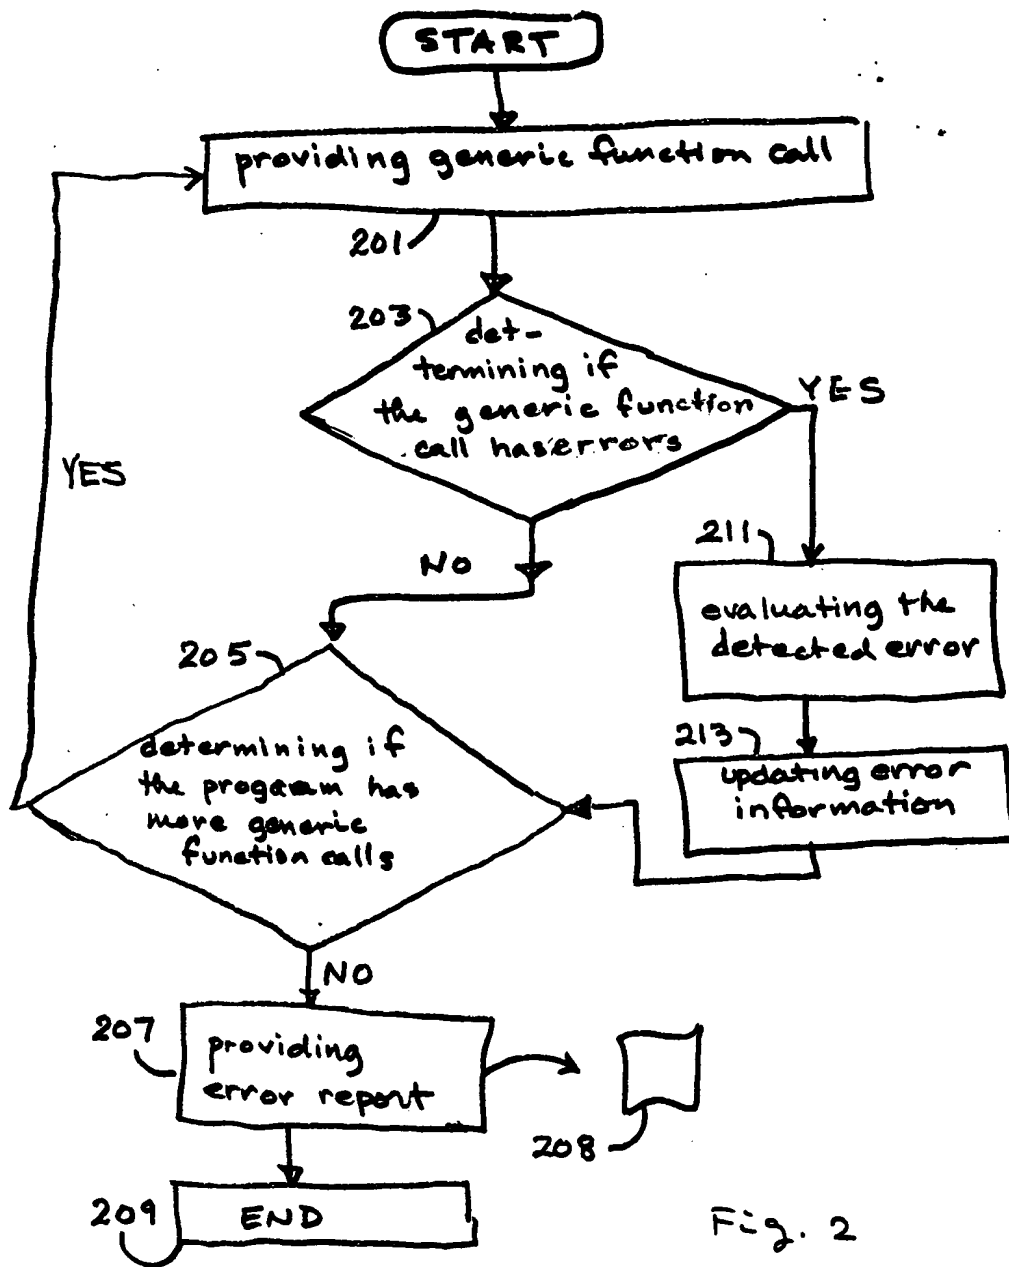 START
providing generic function call
201
203
det-
termining if
the generic function
call has errors
YES
YES
NO
211
evaluating the
detected error
205
213
updating error
information
determining if
the program has
more generic
function calls
NO
207
providing
error report
208
209
END
Fig. 2